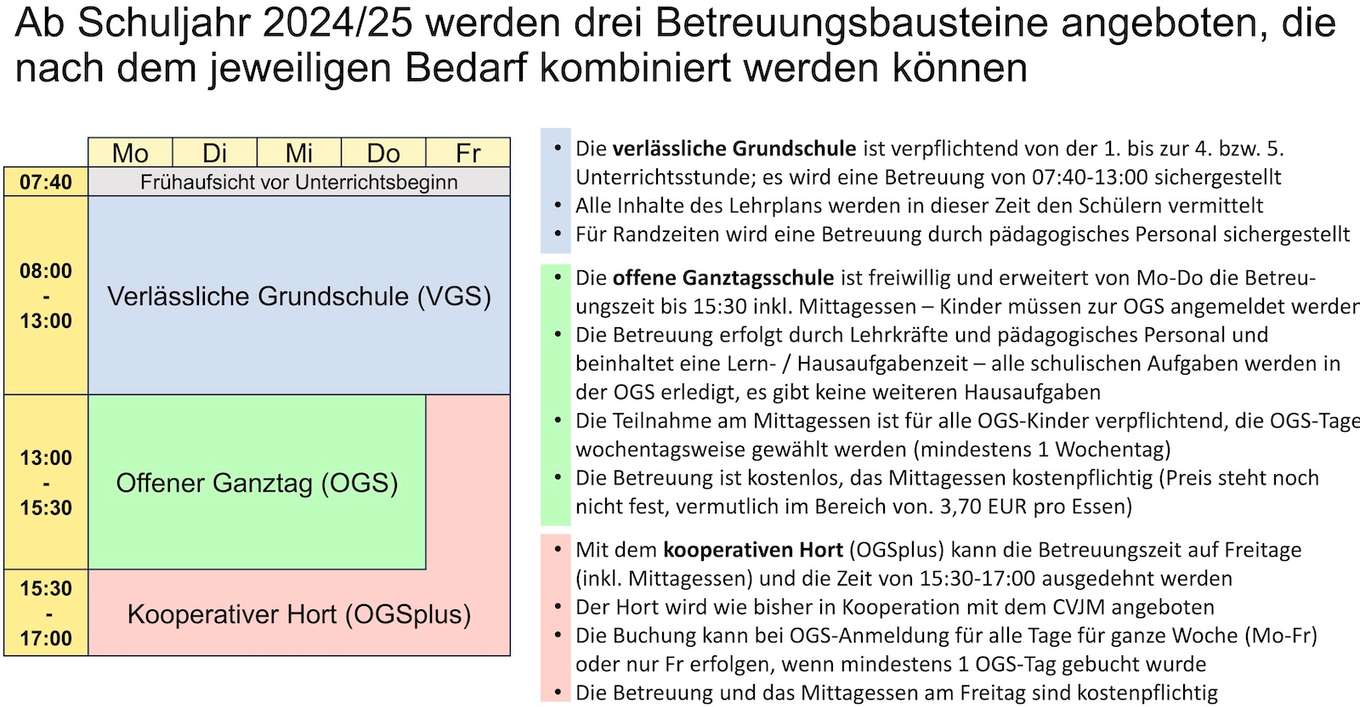 Ab Schuljahr 2024/25 werden drei Betreuungsbausteine angeboten, die
nach dem jeweiligen Bedarf kombiniert werden können
Mo Di Mi Do Fr
07:40 Frühaufsicht vor Unterrichtsbeginn
08:00
-
13:00
Verlässliche Grundschule (VGS)
13:00
-
15:30
Offener Ganztag (OGS)
15:30
-
17:00
Kooperativer Hort (OGSplus)
• Die verlässliche Grundschule ist verpflichtend von der 1. bis zur 4. bzw. 5.
Unterrichtsstunde; es wird eine Betreuung von 07:40-13:00 sichergestellt
• Alle Inhalte des Lehrplans werden in dieser Zeit den Schülern vermittelt
• Für Randzeiten wird eine Betreuung durch pädagogisches Personal sichergestellt
• Die offene Ganztagsschule ist freiwillig und erweitert von Mo-Do die Betreu-
ungszeit bis 15:30 inkl. Mittagessen – Kinder müssen zur OGS angemeldet werden
• Die Betreuung erfolgt durch Lehrkräfte und pädagogisches Personal und
beinhaltet eine Lern- / Hausaufgabenzeit – alle schulischen Aufgaben werden in
der OGS erledigt, es gibt keine weiteren Hausaufgaben
• Die Teilnahme am Mittagessen ist für alle OGS-Kinder verpflichtend, die OGS-Tage
wochentagsweise gewählt werden (mindestens 1 Wochentag)
• Die Betreuung ist kostenlos, das Mittagessen kostenpflichtig (Preis steht noch
nicht fest, vermutlich im Bereich von. 3,70 EUR pro Essen)
• Mit dem kooperativen Hort (OGSplus) kann die Betreuungszeit auf Freitage
(inkl. Mittagessen) und die Zeit von 15:30-17:00 ausgedehnt werden
• Der Hort wird wie bisher in Kooperation mit dem CVJM angeboten
• Die Buchung kann bei OGS-Anmeldung für alle Tage für ganze Woche (Mo-Fr)
oder nur Fr erfolgen, wenn mindestens 1 OGS-Tag gebucht wurde
• Die Betreuung und das Mittagessen am Freitag sind kostenpflichtig